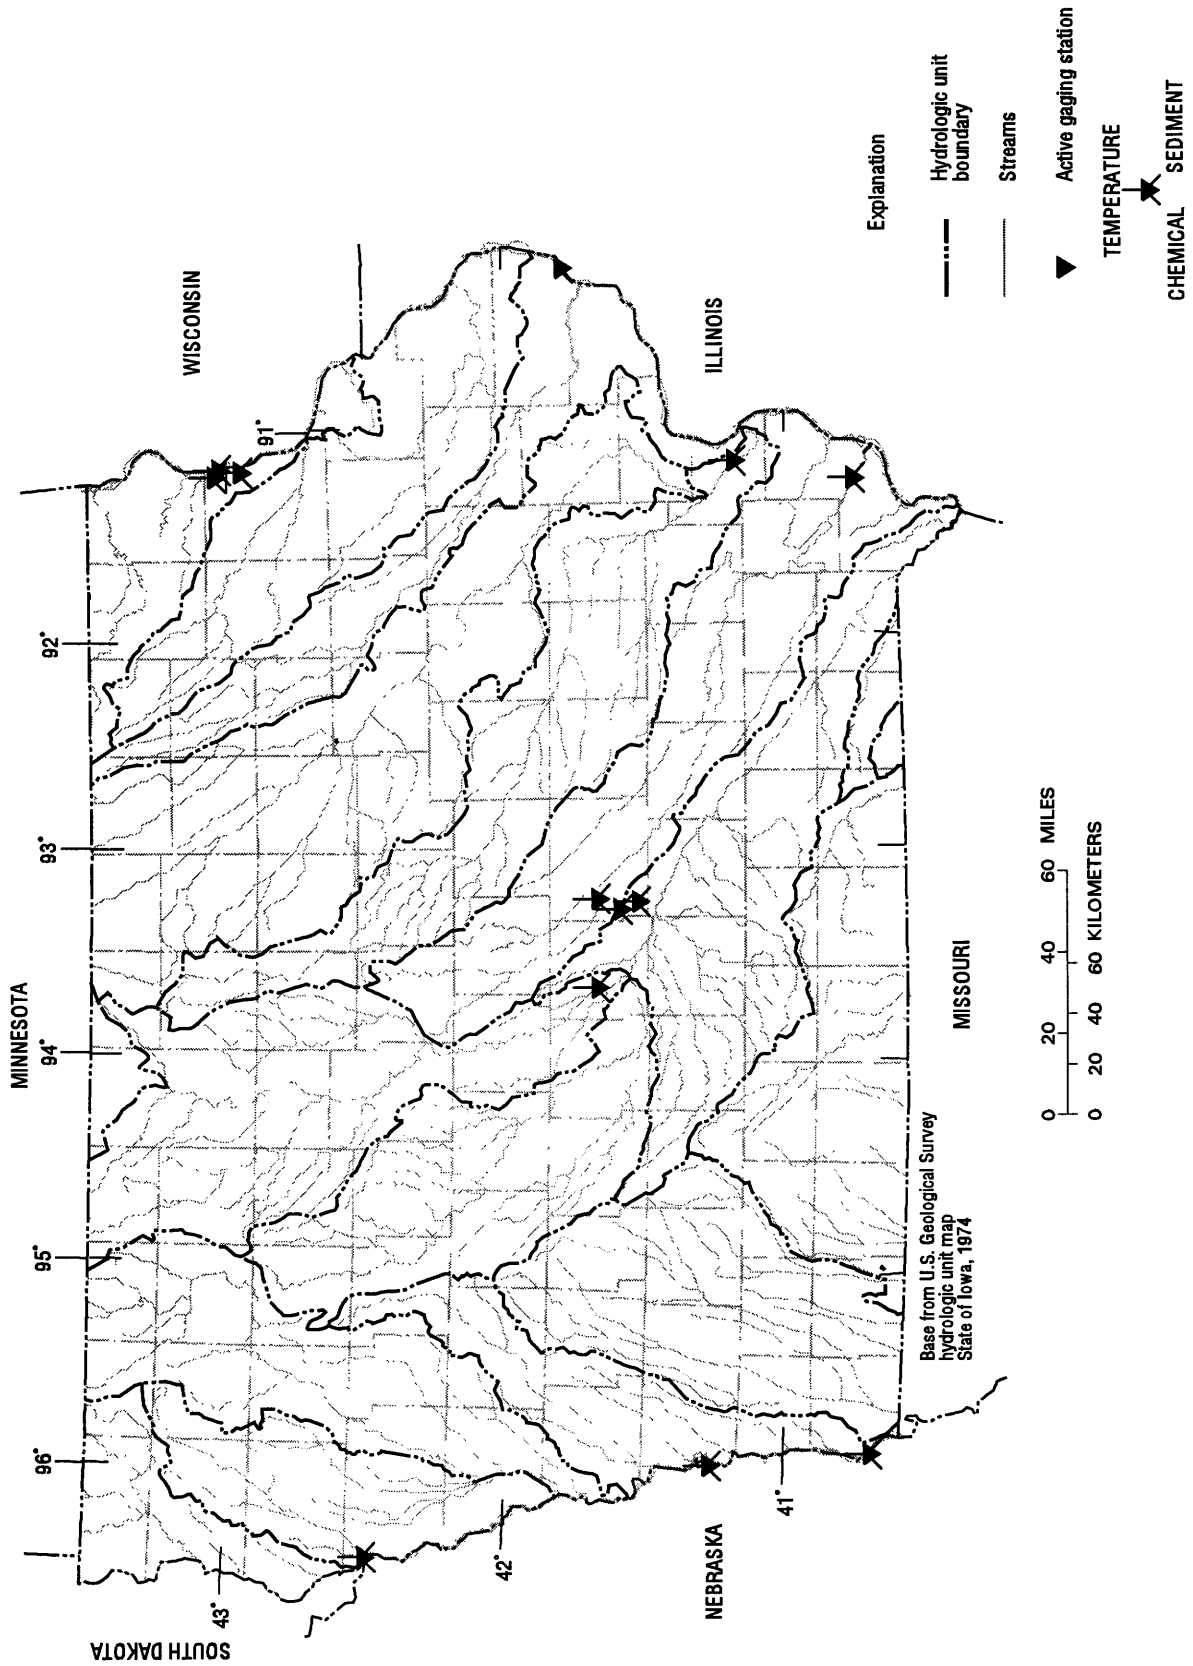 MINNESOTA
96°
95°
94°
93°
92°
91°
SOUTH DAKOTA
43°
42°
41°
NEBRASKA
WISCONSIN
ILLINOIS
MISSOURI
Base from U.S. Geological Survey
hydrologic unit map
State of Iowa, 1974
0 20 40 60 MILES
0 20 40 60 KILOMETERS
Explanation
Hydrologic unit
boundary
Streams
Active gaging station
TEMPERATURE
CHEMICAL SEDIMENT